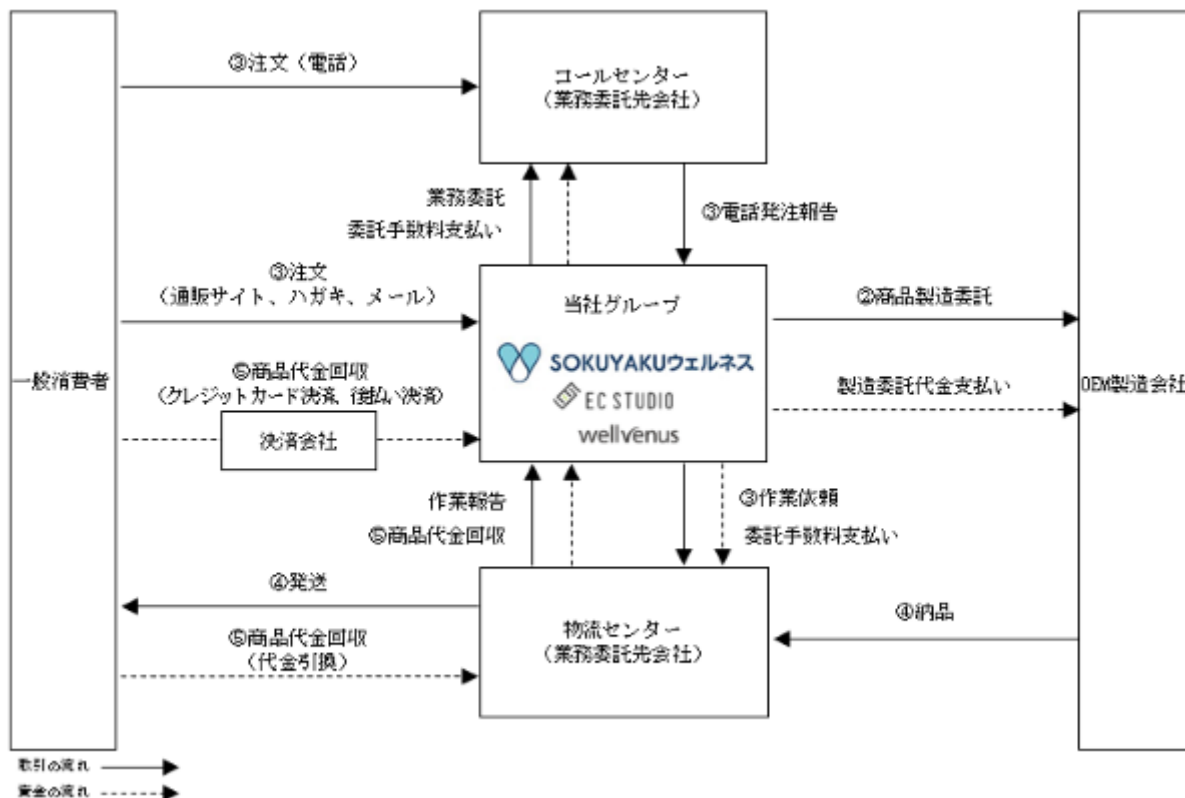 ③注文（電話）
コールセンター
（業務委託先会社）
業務委託
委託手数料支払い
③電話発注報告
③注文
（通販サイト、ハガキ、メール）
当社グループ
SOKUYAKUウェルネス
EC STUDIO
wellvenus
②商品製造委託
一般消費者
⑤商品代金回収
（クレジットカード決済、後払い決済）
決済会社
製造委託代金支払い
OEM製造会社
作業報告
⑤商品代金回収
③作業依頼
委託手数料支払い
④発送
⑤商品代金回収
（代金引換）
物流センター
（業務委託先会社）
④納品
取引の流れ
資金の流れ